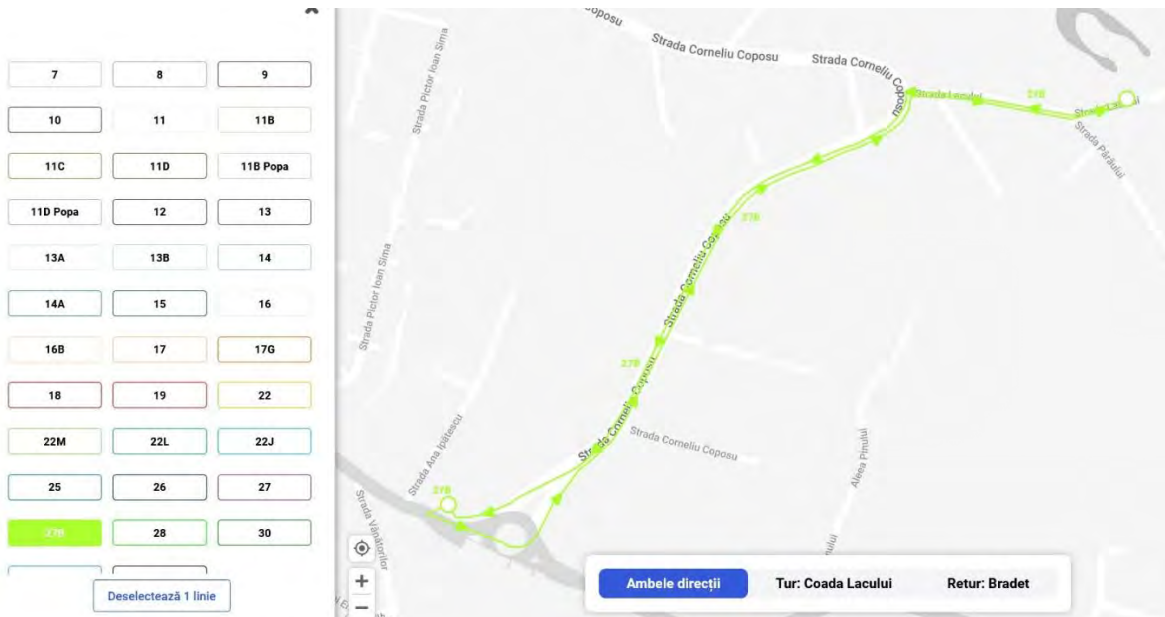 7 8 9
10 11 11B
11C 11D 11B Popa
11D Popa 12 13
13A 13B 14
14A 15 16
16B 17 17G
18 19 22
22M 22L 22J
25 26 27
27B 28 30
Deselectează 1 linie
Coposu
Strada Corneliu Coposu
Strada Corneliu Coposu
Strada Pictor Ioan Sima
Strada Lacului
27B
Strada Lacului
Strada Pârâului
27B
Strada Corneliu Coposu
Strada Pictor Ioan Sima
27B
Strada Corneliu Coposu
Strada Corneliu Coposu
Strada Ana Ipătescu
Aleea Pinului
27B
Strada Vânătorilor
+
−
Ambele direcții Tur: Coada Lacului Retur: Bradet